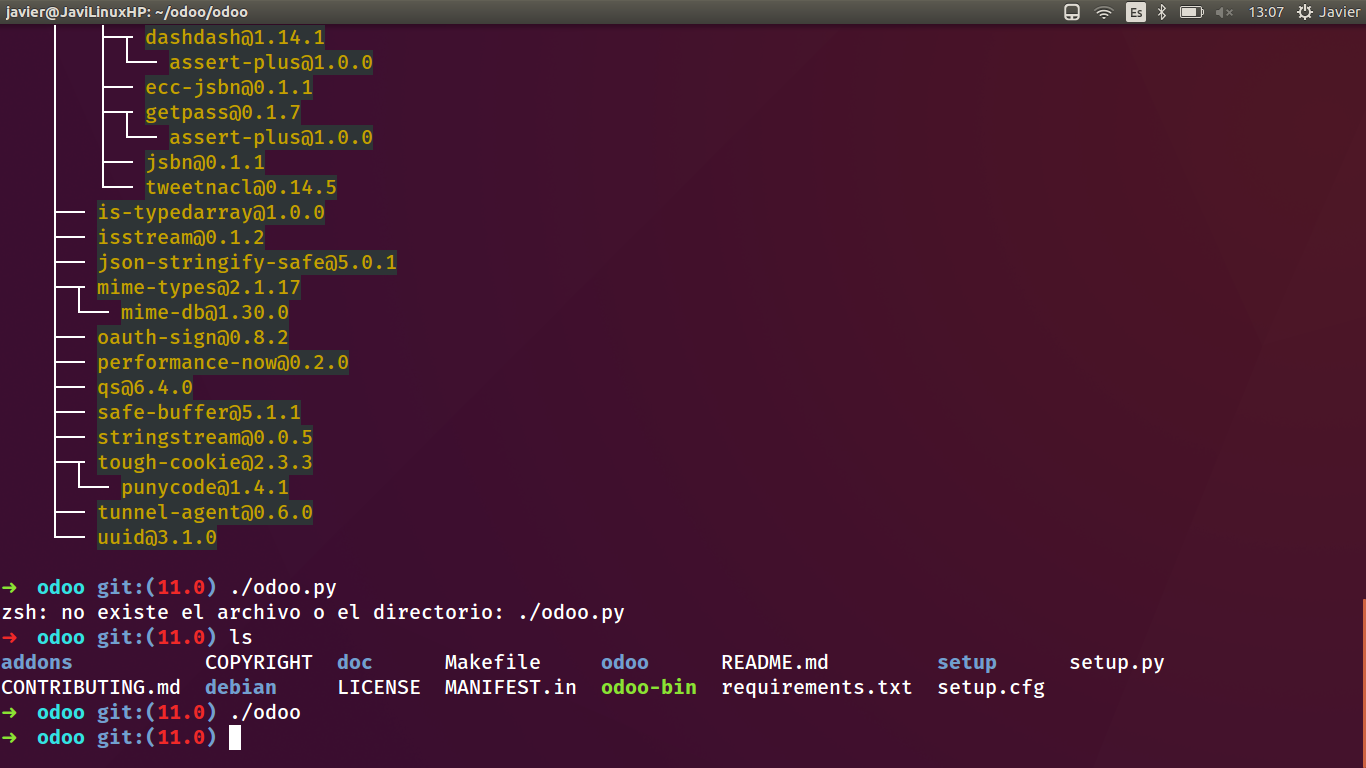 javier@JaviLinuxHP: ~/odoo/odoo Es 13:07 Javier
dashdash@1.14.1
assert-plus@1.0.0
ecc-jsbn@0.1.1
getpass@0.1.7
assert-plus@1.0.0
jsbn@0.1.1
tweetnacl@0.14.5
is-typedarray@1.0.0
isstream@0.1.2
json-stringify-safe@5.0.1
mime-types@2.1.17
mime-db@1.30.0
oauth-sign@0.8.2
performance-now@0.2.0
qs@6.4.0
safe-buffer@5.1.1
stringstream@0.0.5
tough-cookie@2.3.3
punycode@1.4.1
tunnel-agent@0.6.0
uuid@3.1.0
➜ odoo git:(11.0) ./odoo.py
zsh: no existe el archivo o el directorio: ./odoo.py
➜ odoo git:(11.0) ls
addons COPYRIGHT doc Makefile odoo README.md setup setup.py
CONTRIBUTING.md debian LICENSE MANIFEST.in odoo-bin requirements.txt setup.cfg
➜ odoo git:(11.0) ./odoo
➜ odoo git:(11.0)